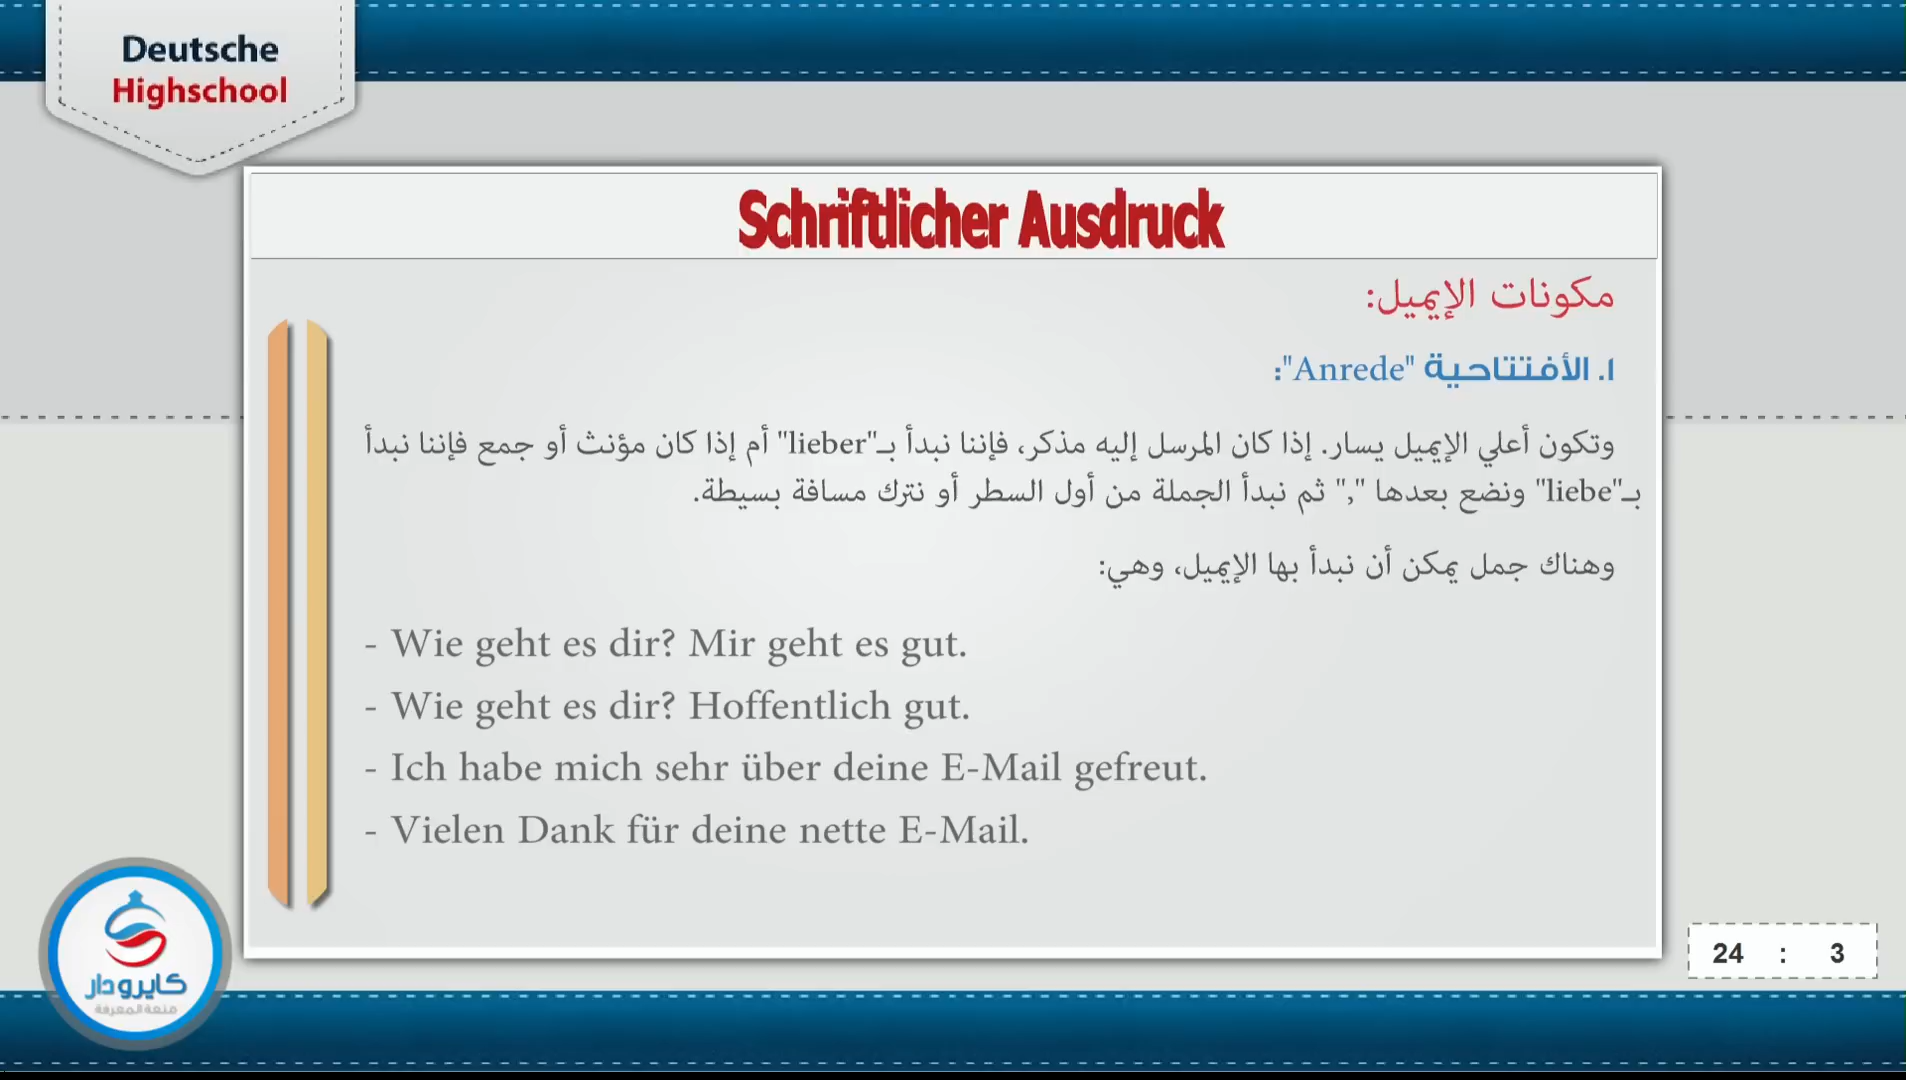 Deutsche
Highschool
Schriftlicher Ausdruck
مكونات الإيميل:
١. الأفتتاحية "Anrede":
وتكون أعلي الإيميل يسار. إذا كان المرسل إليه مذكر، فإننا نبدأ بـ"lieber" أم إذا كان مؤنث أو جمع فإننا نبدأ
بـ"liebe" ونضع بعدها "," ثم نبدأ الجملة من أول السطر أو نترك مسافة بسيطة.
وهناك جمل يمكن أن نبدأ بها الإيميل، وهي:
- Wie geht es dir? Mir geht es gut.
- Wie geht es dir? Hoffentlich gut.
- Ich habe mich sehr über deine E-Mail gefreut.
- Vielen Dank für deine nette E-Mail.
كايرودار
متعة المعرفة
24 : 3